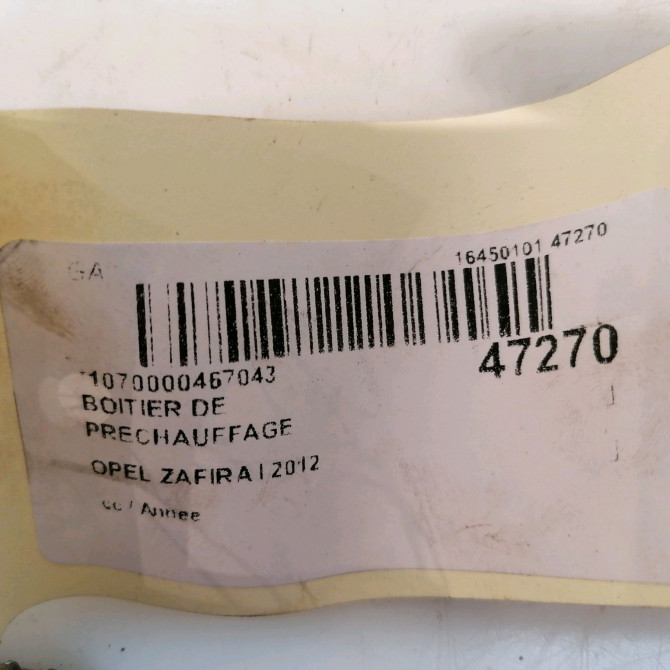 GA
16450101 47270
47270
*1070000467043
BOITIER DE
PRECHAUFFAGE
OPEL ZAFIRA I 2012
cc / Annee